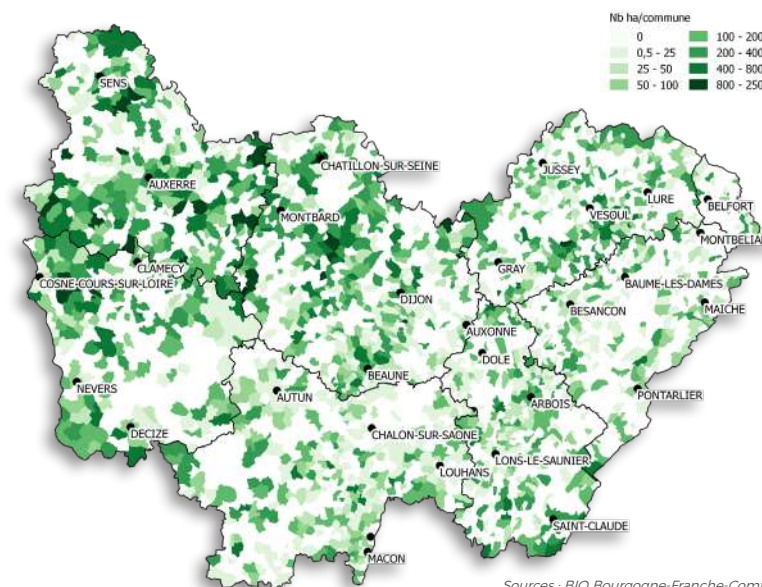 Nb ha/commune
0
0,5 - 25
25 - 50
50 - 100
100 - 200
200 - 400
400 - 800
800 - 250
SENS
CHATILLON-SUR-SEINE
AUXERRE
MONTBARD
JUSSEY
LURE
VESOUL
BELFORT
MONTBELIA
CLAMECY
COSNE-COURS-SUR-LOIRE
GRAY
BAUME-LES-DAMES
DIJON
BESANCON
MAICHE
AUXONNE
DOLE
NEVERS
BEAUNE
AUTUN
ARBOIS
PONTARLIER
DECIZE
CHALON-SUR-SAONE
LONS-LE-SAUNIER
LOUHANS
SAINT-CLAUDE
MACON
Sources : BIO Bourgogne-Franche-Com